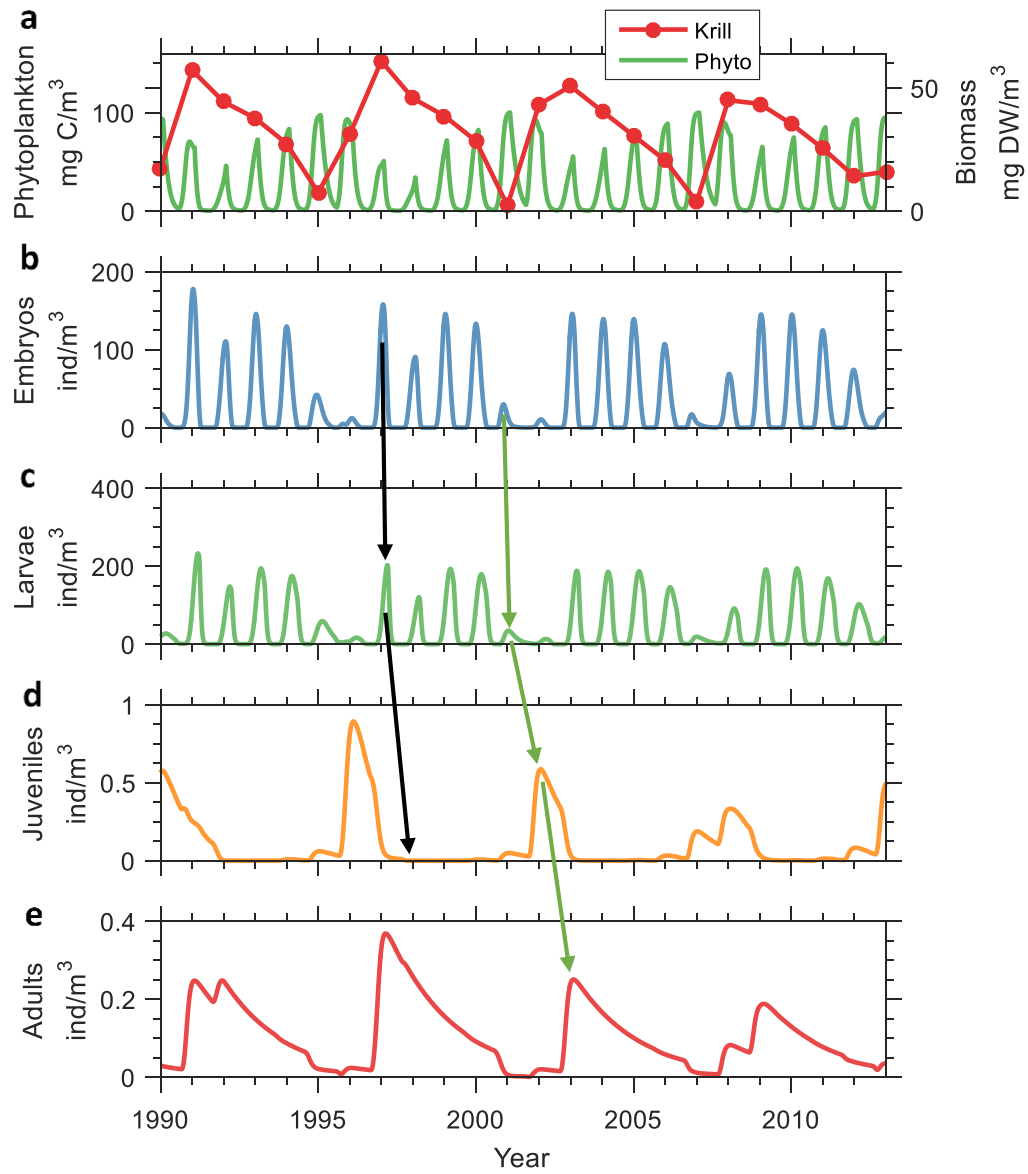 a
Krill
Phyto
Phytoplankton
mg C/m³
100
0
50
0
Biomass
mg DW/m³
b
Embryos
ind/m³
200
100
0
c
Larvae
ind/m³
400
200
0
d
Juveniles
ind/m³
1
0.5
0
e
Adults
ind/m³
0.4
0.2
0
1990
1995
2000
2005
2010
Year